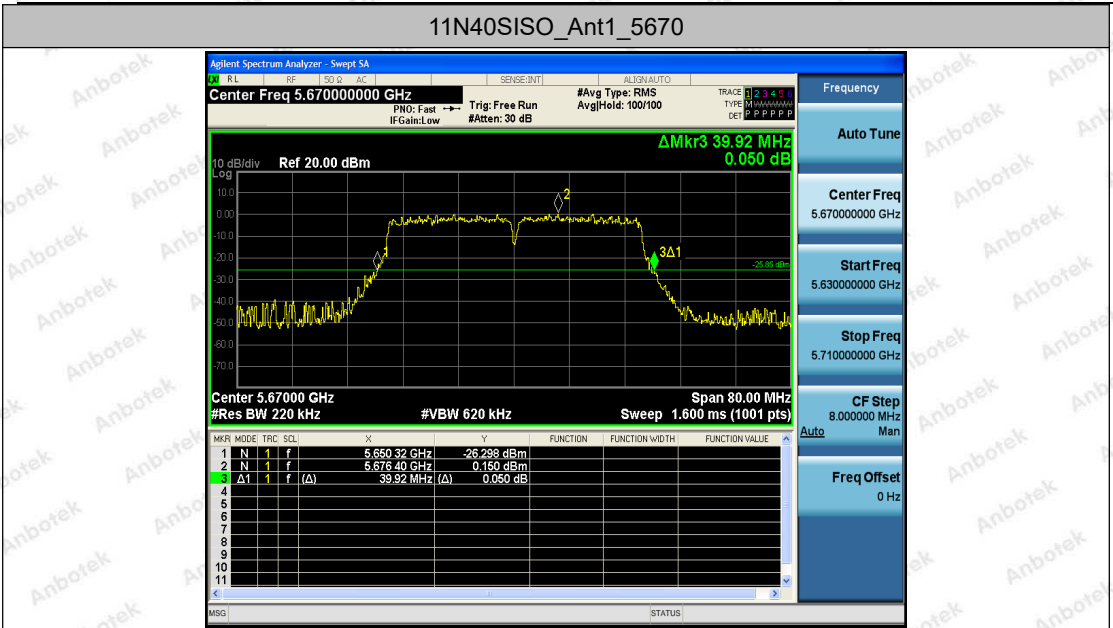 11N40SISO_Ant1_5670
Agilent Spectrum Analyzer - Swept SA
RL RF 50 Ω AC SENSE:INT ALIGNAUTO
Center Freq 5.670000000 GHz
PNO: Fast
IFGain:Low
Trig: Free Run
#Atten: 30 dB
#Avg Type: RMS
Avg|Hold: 100/100
TRACE 1 2 3 4 5 6
TYPE M
DET P P P P P P
ΔMkr3 39.92 MHz
0.050 dB
10 dB/div Ref 20.00 dBm
Log
10.0
0.00
-10.0
-20.0
-30.0
-40.0
-50.0
-60.0
-70.0
1
2
3Δ1
-25.85 dBm
Center 5.67000 GHz Span 80.00 MHz
#Res BW 220 kHz #VBW 620 kHz Sweep 1.600 ms (1001 pts)
MKR MODE TRC SCL X Y FUNCTION FUNCTION WIDTH FUNCTION VALUE
1 N 1 f 5.650 32 GHz -26.298 dBm
2 N 1 f 5.676 40 GHz 0.150 dBm
3 Δ1 1 f (Δ) 39.92 MHz (Δ) 0.050 dB
4
5
6
7
8
9
10
11
MSG STATUS
Frequency
Auto Tune
Center Freq
5.670000000 GHz
Start Freq
5.630000000 GHz
Stop Freq
5.710000000 GHz
CF Step
8.000000 MHz
Auto Man
Freq Offset
0 Hz
Anbotek